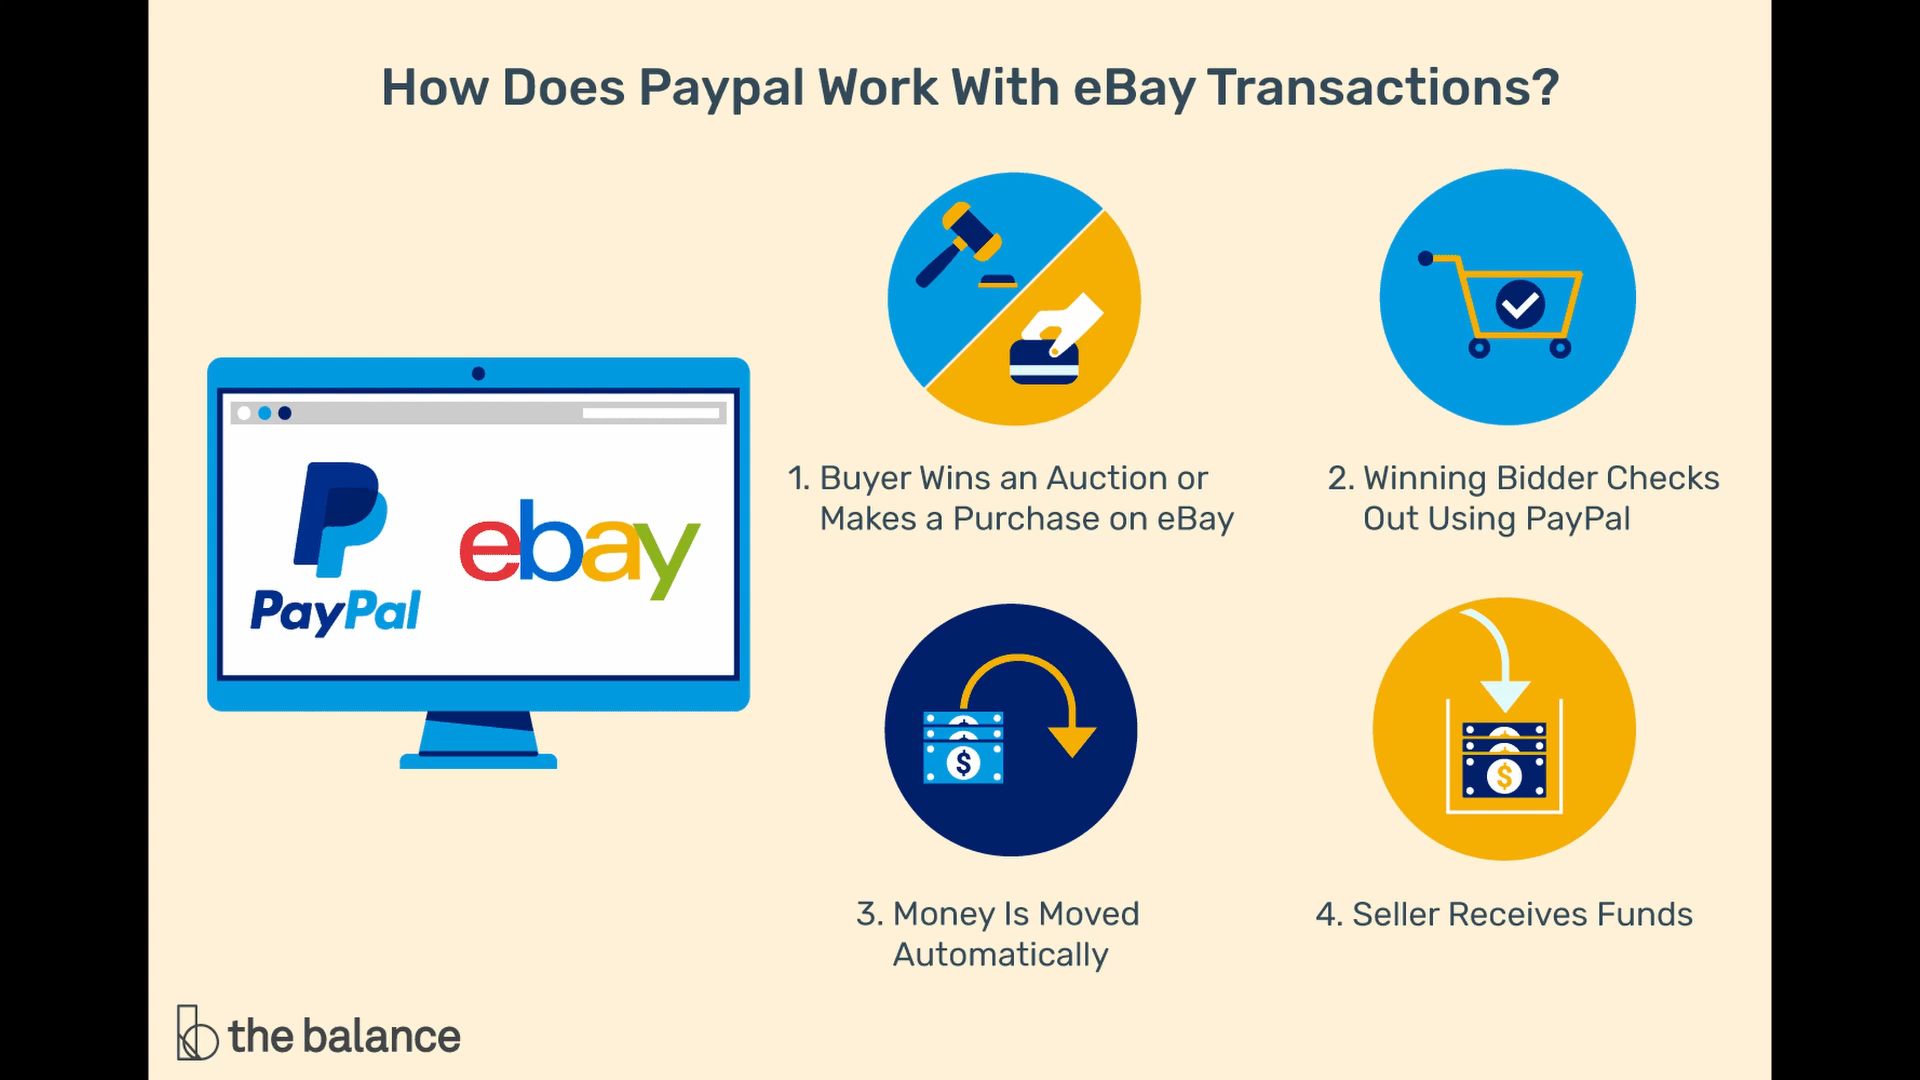 How Does Paypal Work With eBay Transactions?
PayPal
ebay
1. Buyer Wins an Auction or
Makes a Purchase on eBay
2. Winning Bidder Checks
Out Using PayPal
$
3. Money Is Moved
Automatically
$
4. Seller Receives Funds
the balance